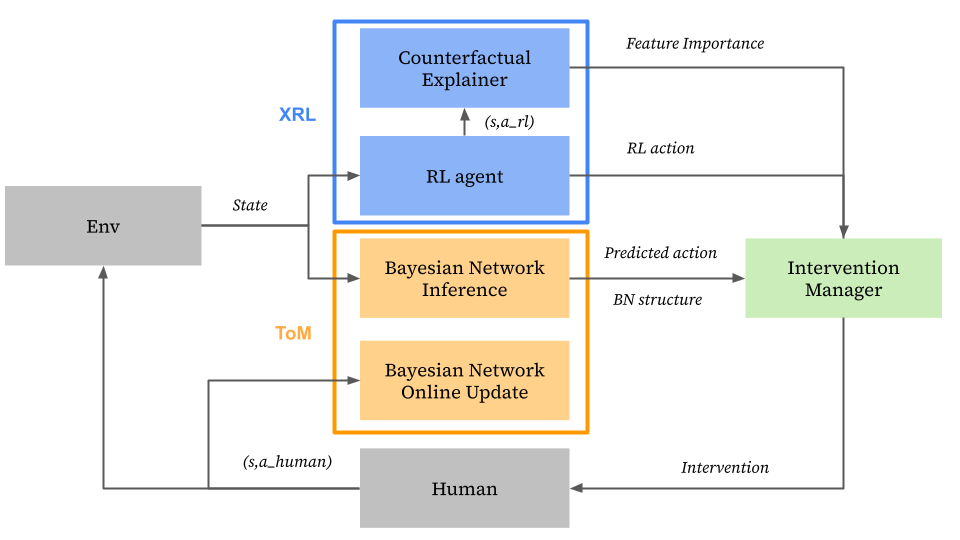 Feature Importance
Counterfactual
Explainer
XRL
(s,a_rl)
RL action
RL agent
State
Env
Predicted action
Bayesian Network
Inference
Intervention
Manager
BN structure
ToM
Bayesian Network
Online Update
(s,a_human)
Intervention
Human